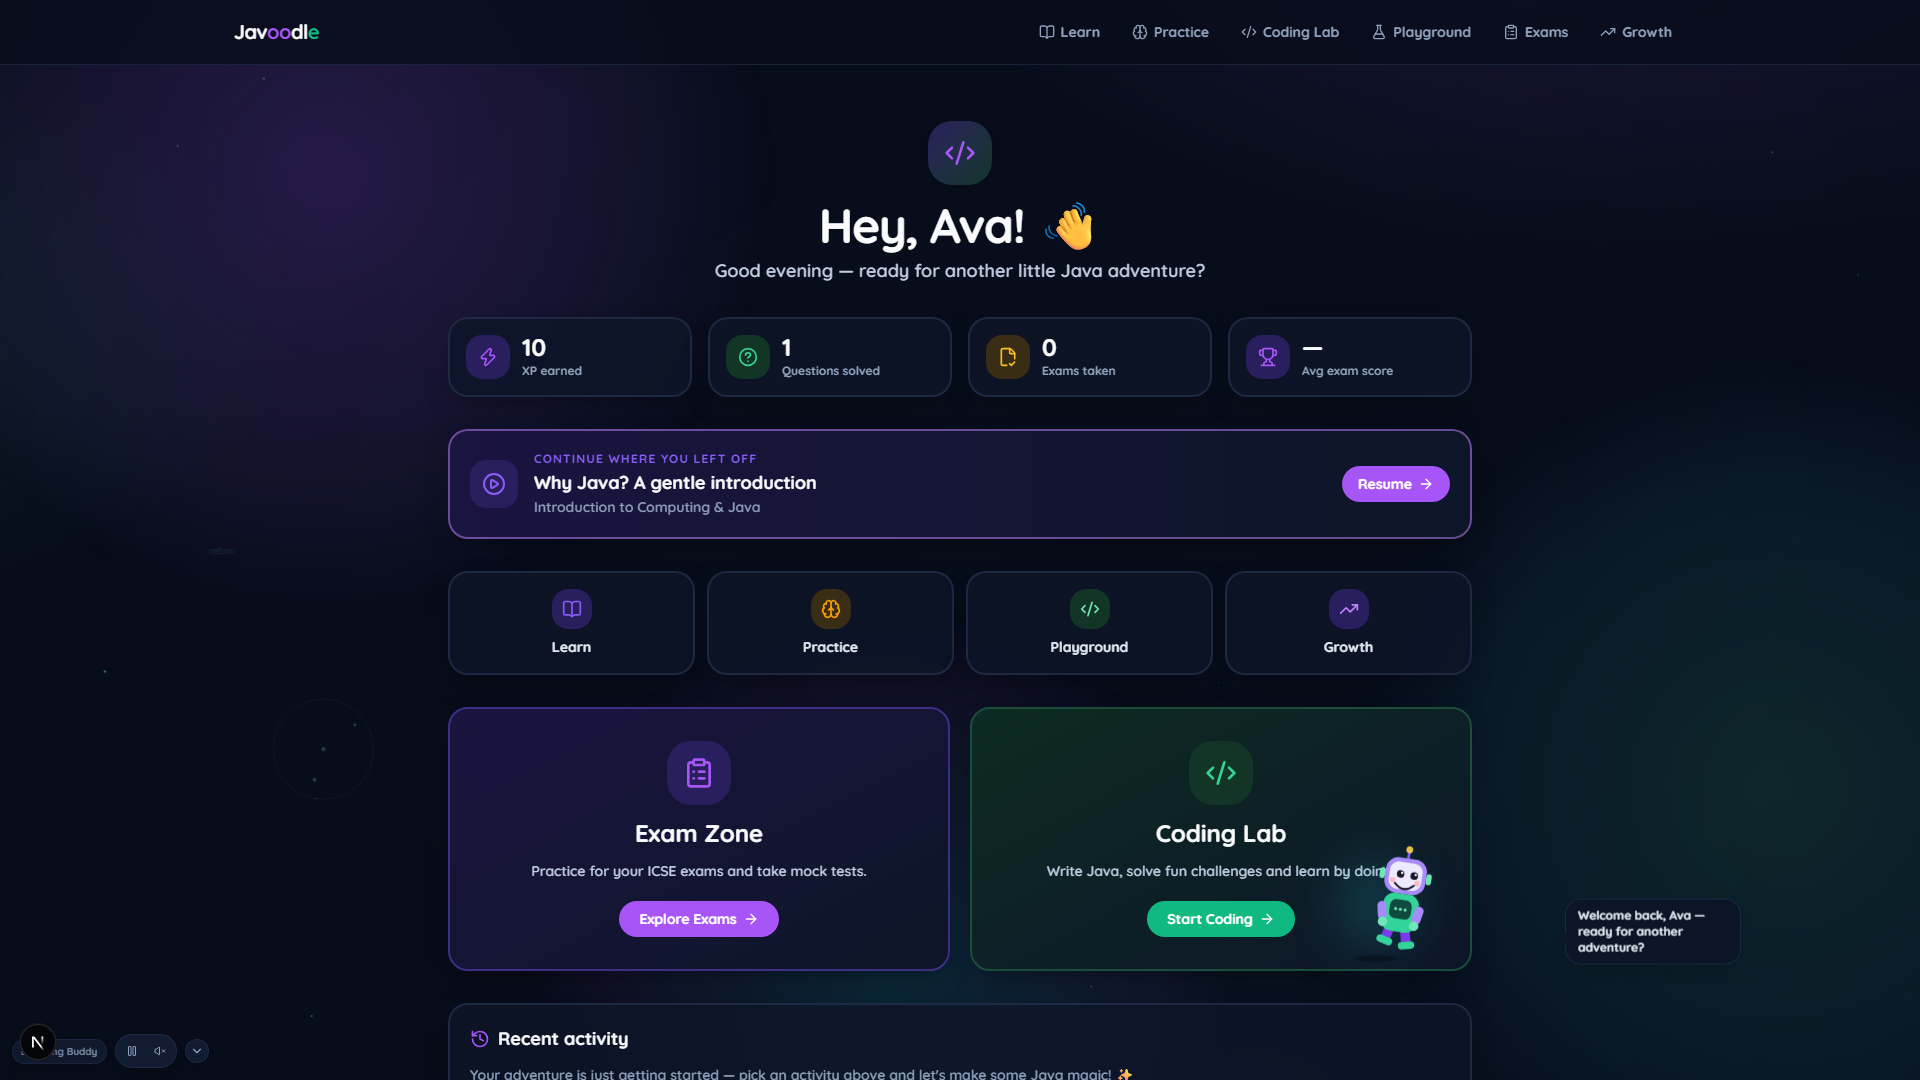 Javoodle
Learn
Practice
Coding Lab
Playground
Exams
Growth
Hey, Ava! 👋
Good evening — ready for another little Java adventure?
10
XP earned
1
Questions solved
0
Exams taken
—
Avg exam score
CONTINUE WHERE YOU LEFT OFF
Why Java? A gentle introduction
Introduction to Computing & Java
Resume →
return
Learn
Practice
Playground
Growth
Exam Zone
Practice for your ICSE exams and take mock tests.
Explore Exams →
Coding Lab
Write Java, solve fun challenges and learn by
Start Coding →
Welcome back, Ava —
ready for another
adventure?
Recent activity
Your adventure is just getting started — pick an activity above and let's make some Java magic! ✨
N
Buddy